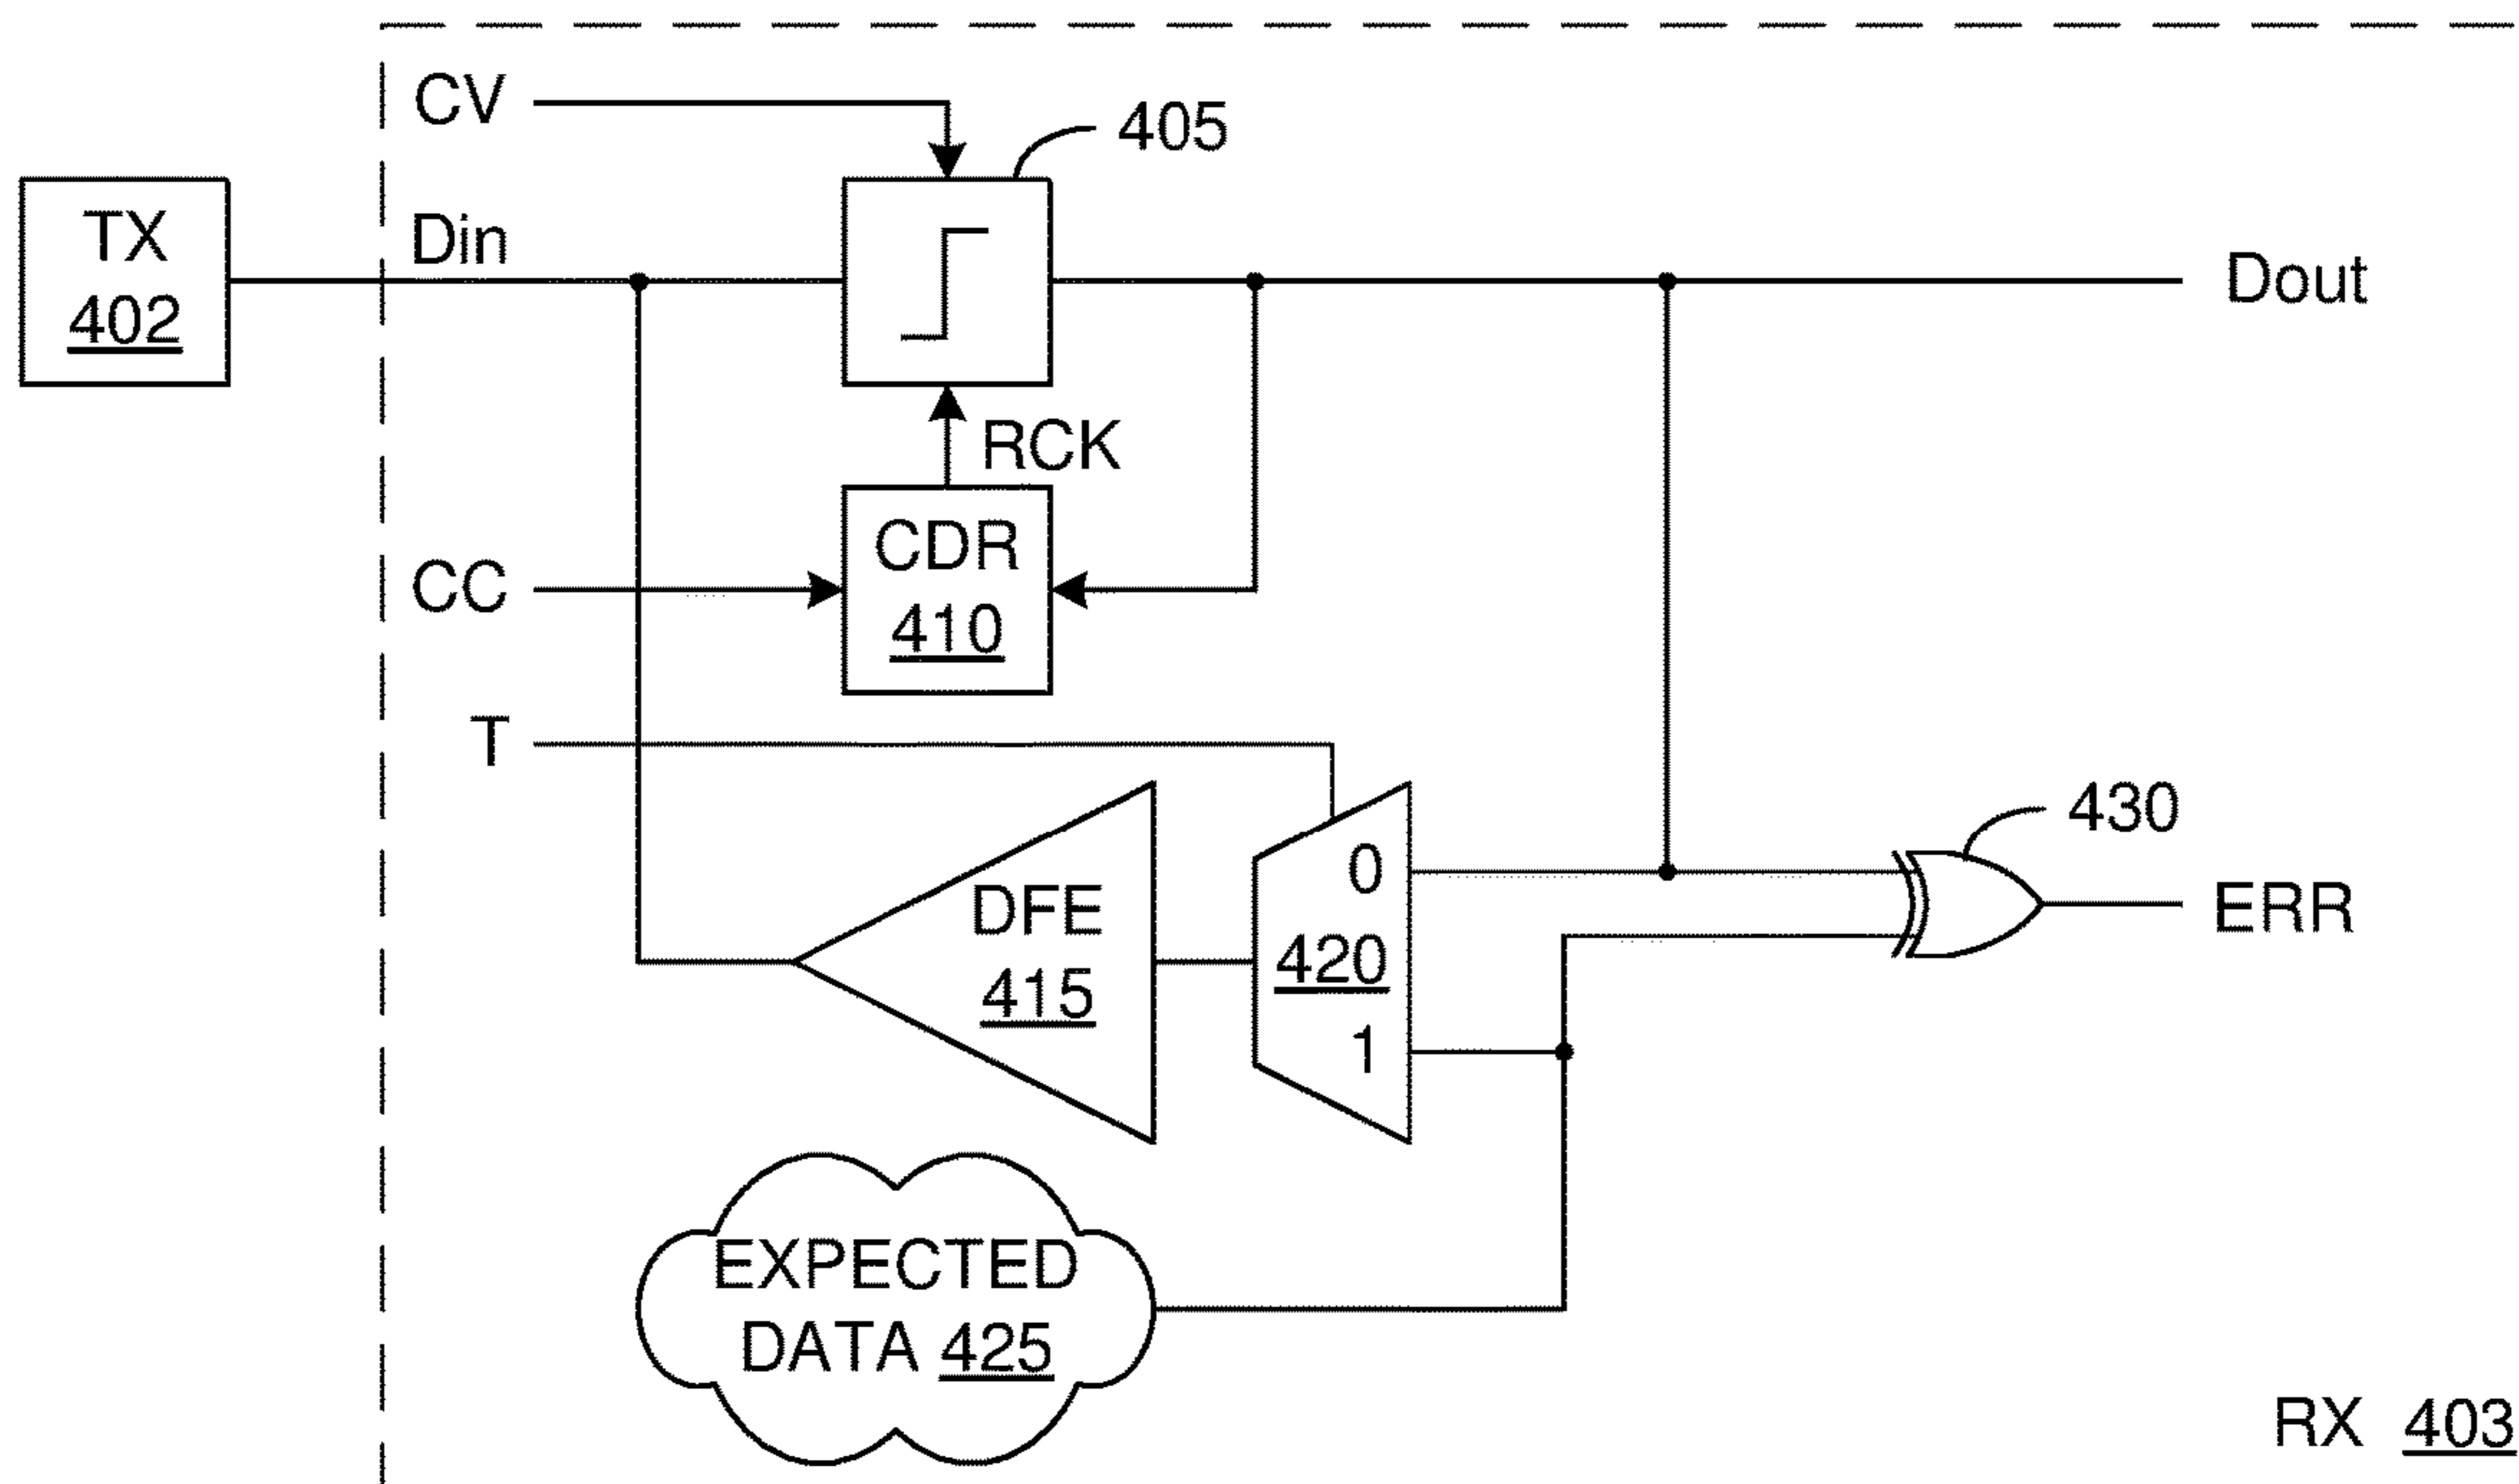 CV
405
TX
402
Din
Dout
RCK
CC
CDR
410
T
430
0
DFE
415
420
ERR
1
EXPECTED
DATA 425
RX 403